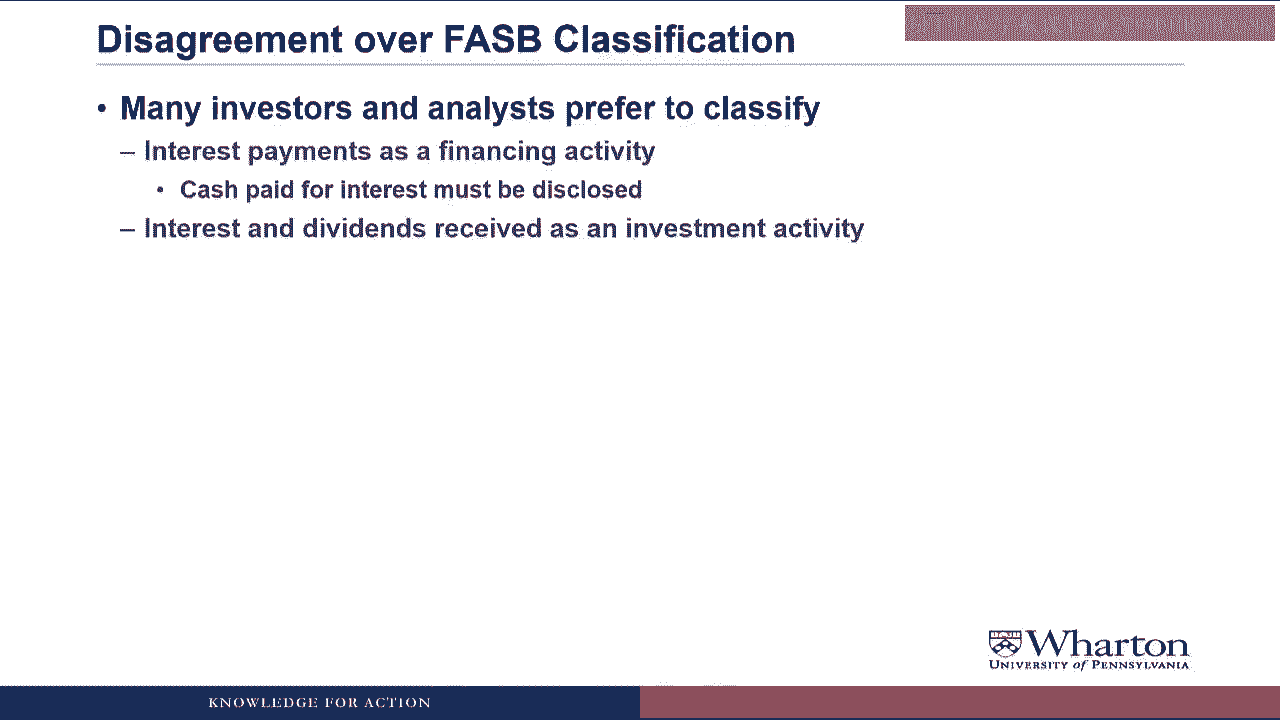 Disagreement over FASB Classification
• Many investors and analysts prefer to classify
– Interest payments as a financing activity
• Cash paid for interest must be disclosed
– Interest and dividends received as an investment activity
Wharton
UNIVERSITY of PENNSYLVANIA
KNOWLEDGE FOR ACTION